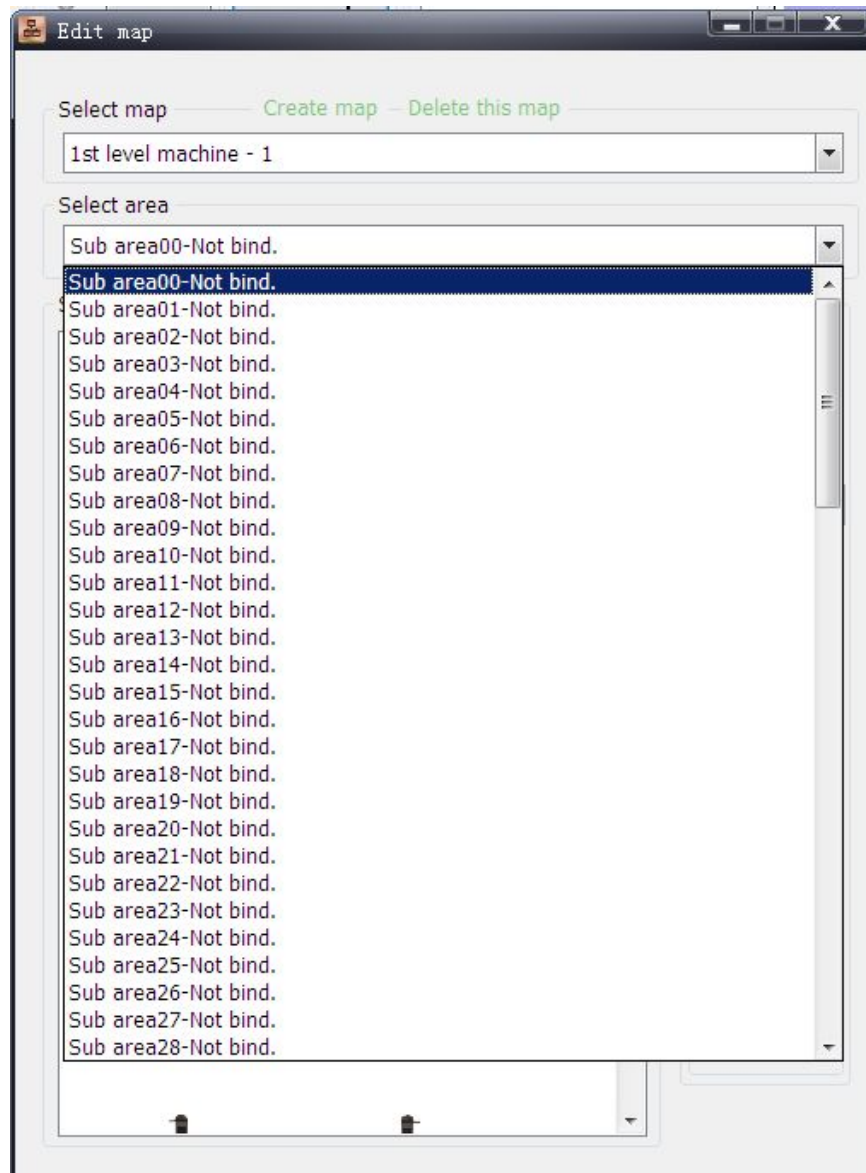 Edit map
Select map Create map Delete this map
1st level machine - 1
Select area
Sub area00-Not bind.
Sub area00-Not bind.
Sub area01-Not bind.
Sub area02-Not bind.
Sub area03-Not bind.
Sub area04-Not bind.
Sub area05-Not bind.
Sub area06-Not bind.
Sub area07-Not bind.
Sub area08-Not bind.
Sub area09-Not bind.
Sub area10-Not bind.
Sub area11-Not bind.
Sub area12-Not bind.
Sub area13-Not bind.
Sub area14-Not bind.
Sub area15-Not bind.
Sub area16-Not bind.
Sub area17-Not bind.
Sub area18-Not bind.
Sub area19-Not bind.
Sub area20-Not bind.
Sub area21-Not bind.
Sub area22-Not bind.
Sub area23-Not bind.
Sub area24-Not bind.
Sub area25-Not bind.
Sub area26-Not bind.
Sub area27-Not bind.
Sub area28-Not bind.